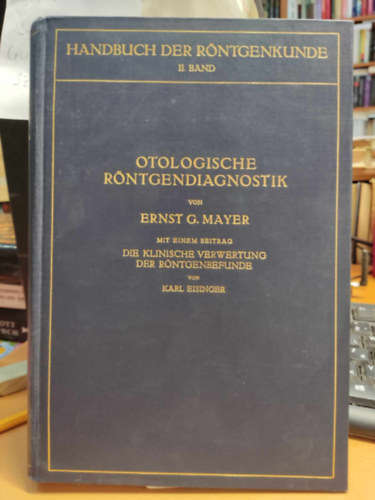 HANDBUCH DER RÖNTGENKUNDE
II. BAND
OTOLOGISCHE
RÖNTGENDIAGNOSTIK
VON
ERNST G. MAYER
MIT EINEM BEITRAG
DIE KLINISCHE VERWERTUNG
DER RÖNTGENBEFUNDE
VON
KARL EISINGER